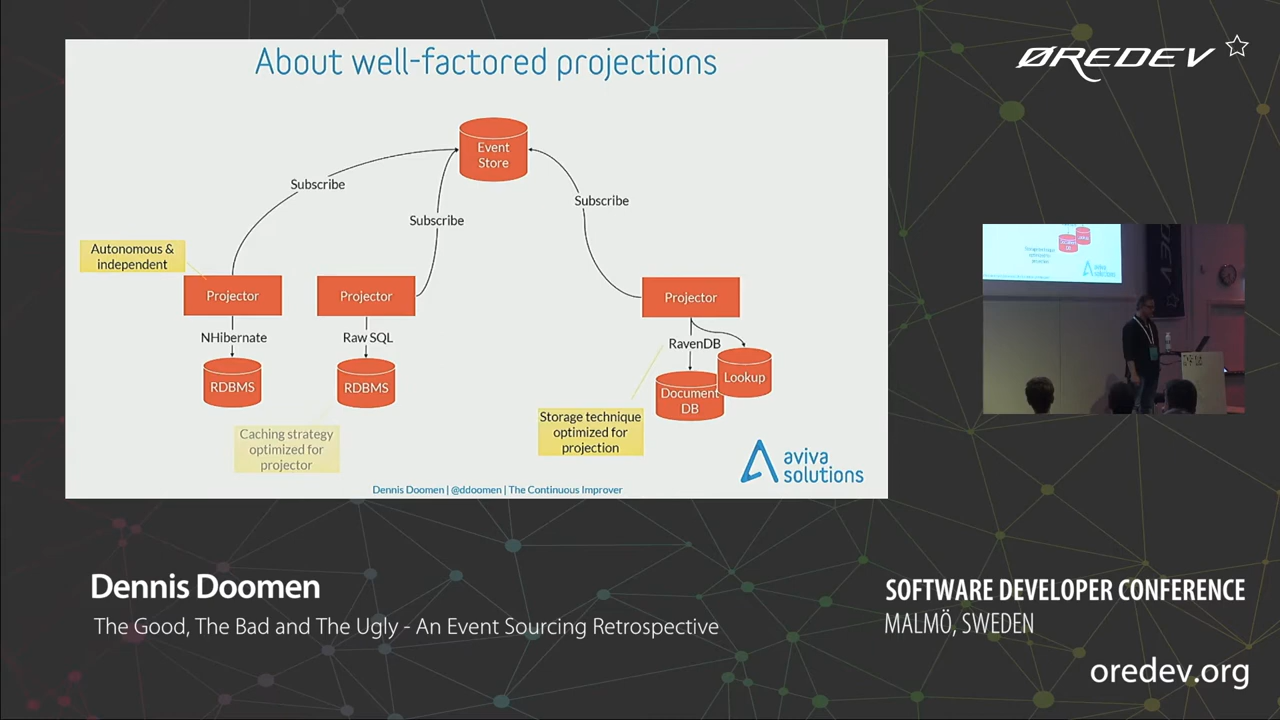 About well-factored projections
ØREDEV
Event
Store
Subscribe
Subscribe
Subscribe
Autonomous &
independent
Projector
Projector
Projector
NHibernate
Raw SQL
RavenDB
RDBMS
RDBMS
Document
DB
Lookup
Caching strategy
optimized for
projector
Storage technique
optimized for
projection
aviva
solutions
Dennis Doomen | @ddoomen | The Continuous Improver
Dennis Doomen
The Good, The Bad and The Ugly - An Event Sourcing Retrospective
SOFTWARE DEVELOPER CONFERENCE
MALMÖ, SWEDEN
oredev.org
aviva
solutions